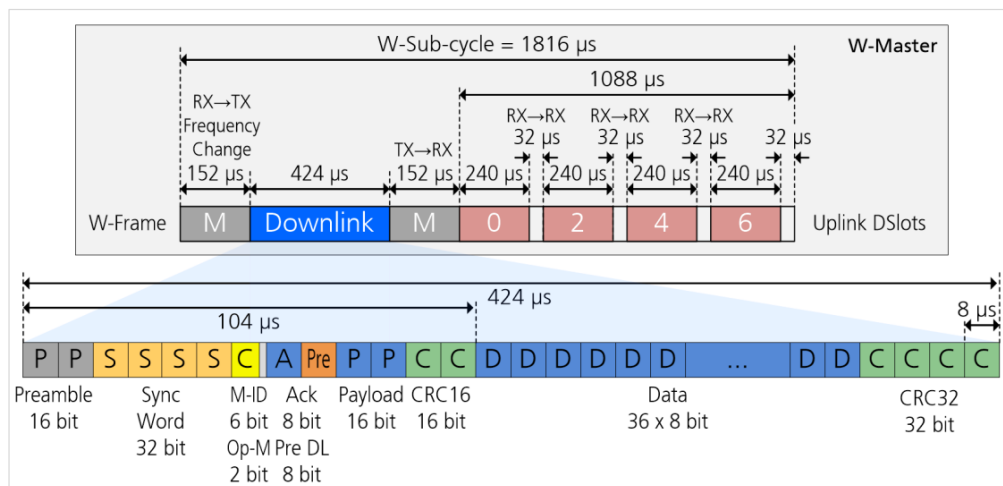 W-Sub-cycle = 1816 µs
W-Master
1088 µs
RX→TX
Frequency
Change
152 µs
424 µs
TX→RX
152 µs
RX→RX
32 µs
RX→RX
32 µs
RX→RX
32 µs
32 µs
240 µs
240 µs
240 µs
240 µs
W-Frame
M
Downlink
M
0
2
4
6
Uplink DSlots
424 µs
104 µs
8 µs
P P S S S S C A Pre P P C C D D D D D D ... D D C C C C
Preamble
16 bit
Sync
Word
32 bit
M-ID
6 bit
Op-M
2 bit
Ack
8 bit
Pre DL
8 bit
Payload
16 bit
CRC16
16 bit
Data
36 x 8 bit
CRC32
32 bit